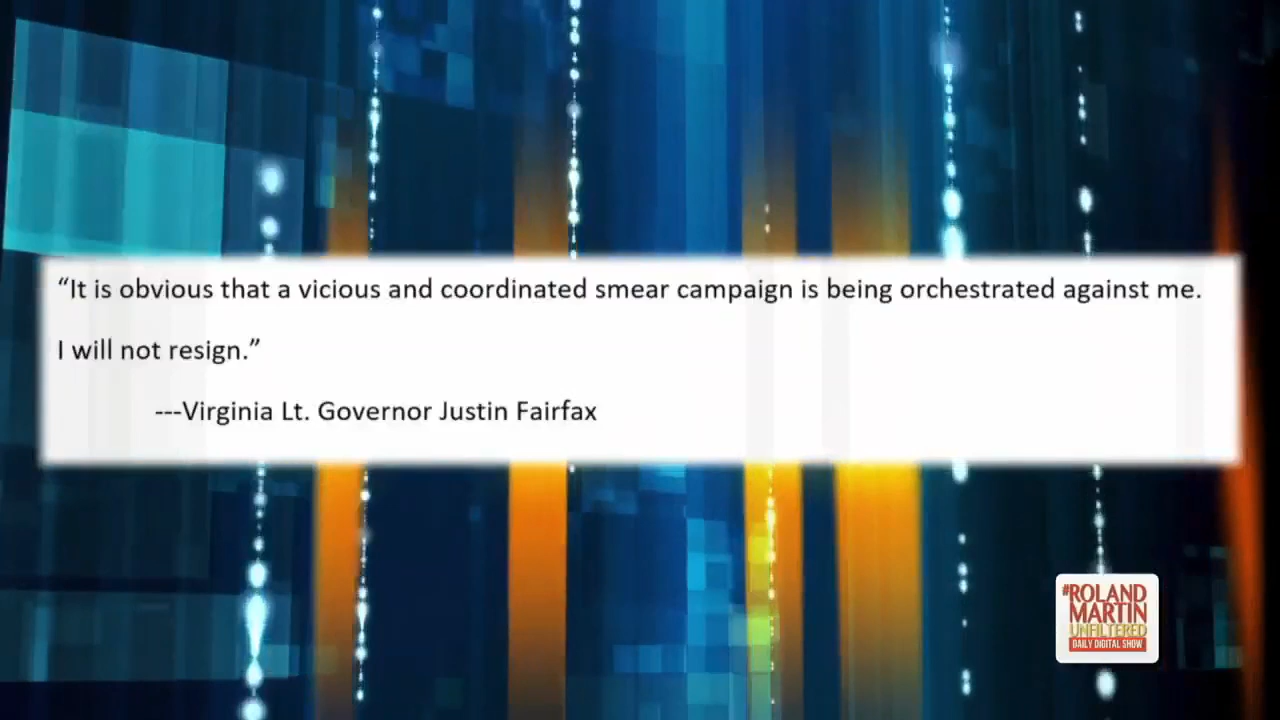 “It is obvious that a vicious and coordinated smear campaign is being orchestrated against me.
I will not resign.”
---Virginia Lt. Governor Justin Fairfax
#ROLAND
MARTIN
UNFILTERED
DAILY DIGITAL SHOW